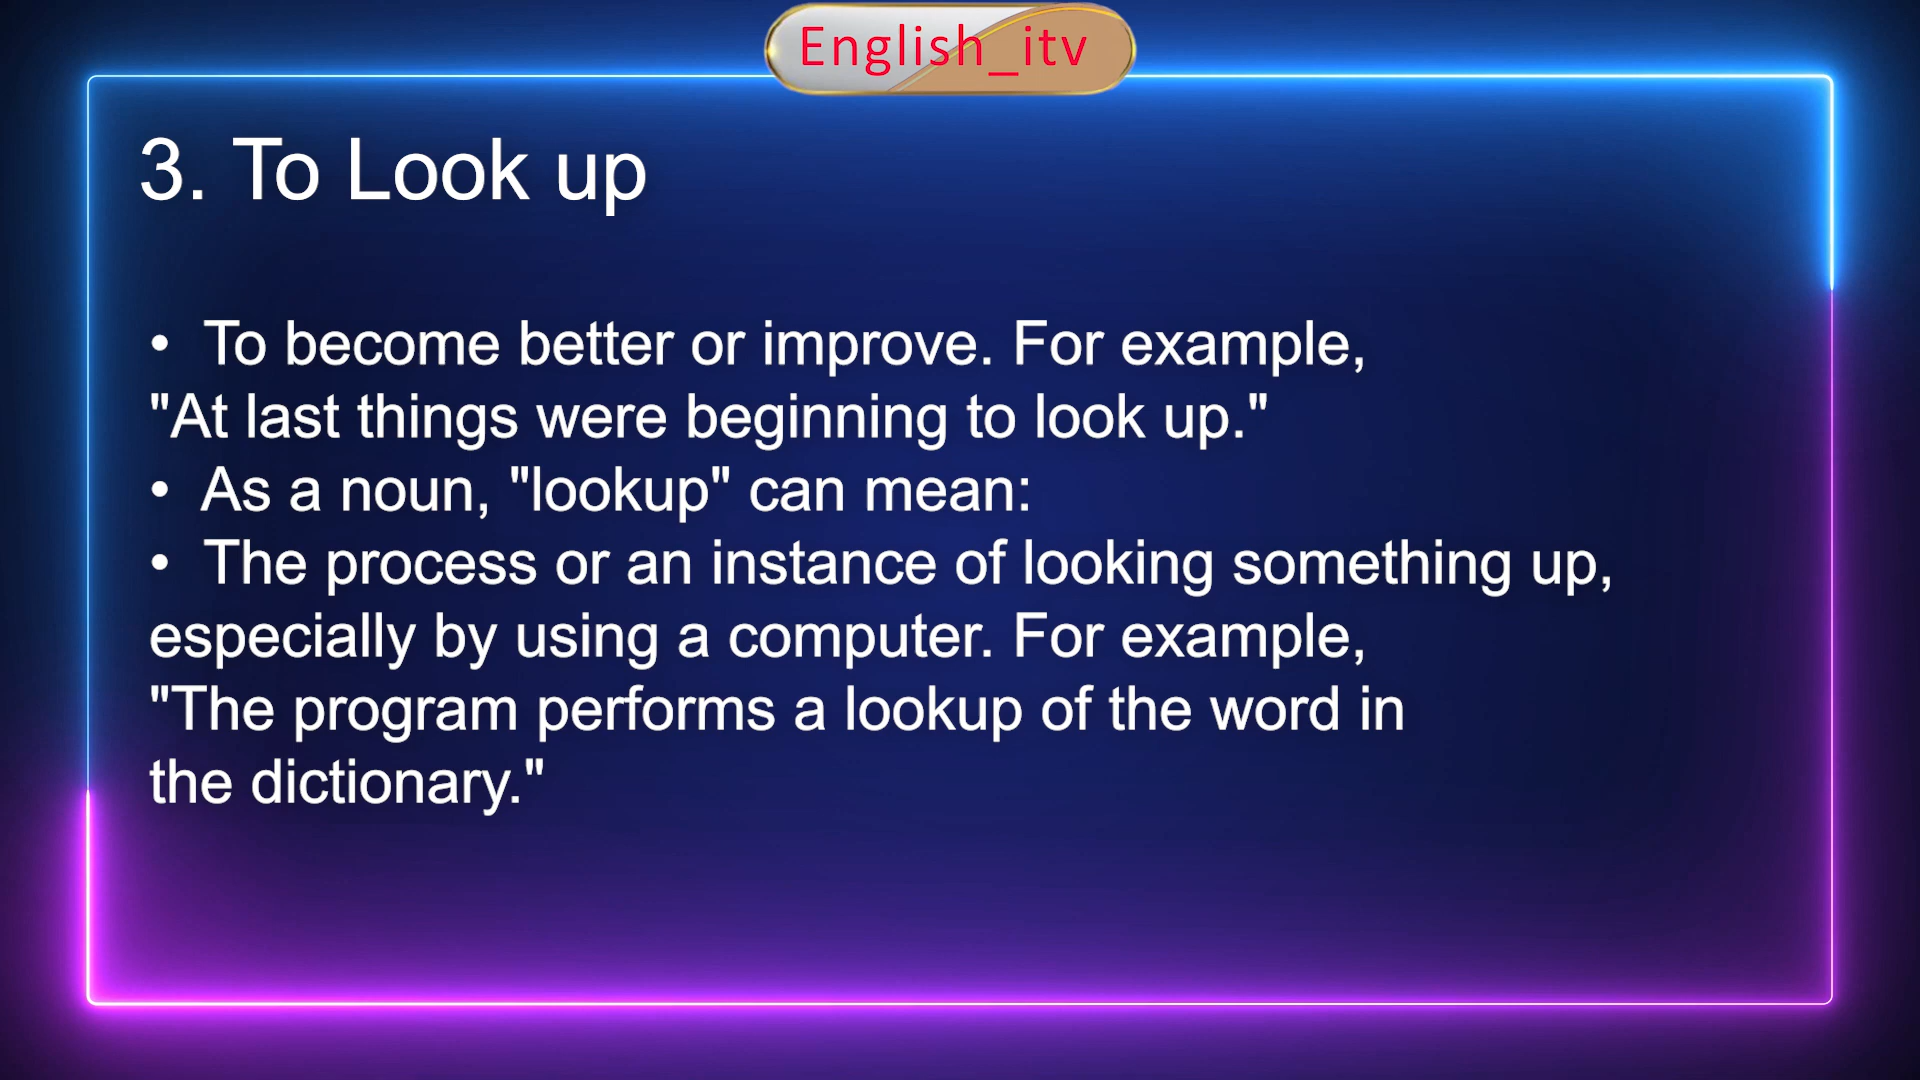 English_itv
3. To Look up
• To become better or improve. For example,
"At last things were beginning to look up."
• As a noun, "lookup" can mean:
• The process or an instance of looking something up,
especially by using a computer. For example,
"The program performs a lookup of the word in
the dictionary."